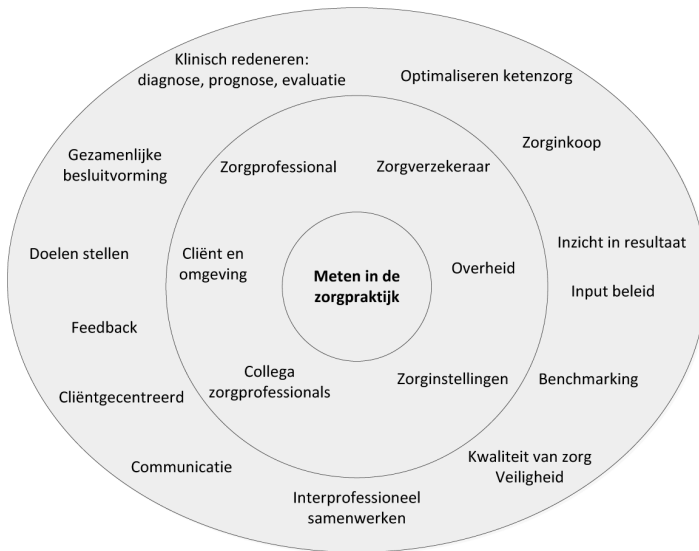 Klinisch redeneren:
diagnose, prognose, evaluatie
Optimaliseren ketenzorg
Zorginkoop
Gezamenlijke
besluitvorming
Zorgprofessional
Zorgverzekeraar
Doelen stellen
Cliënt en
omgeving
Meten in de
zorgpraktijk
Overheid
Inzicht in resultaat
Input beleid
Feedback
Collega
zorgprofessionals
Zorginstellingen
Benchmarking
Cliëntgecentreerd
Communicatie
Kwaliteit van zorg
Veiligheid
Interprofessioneel
samenwerken